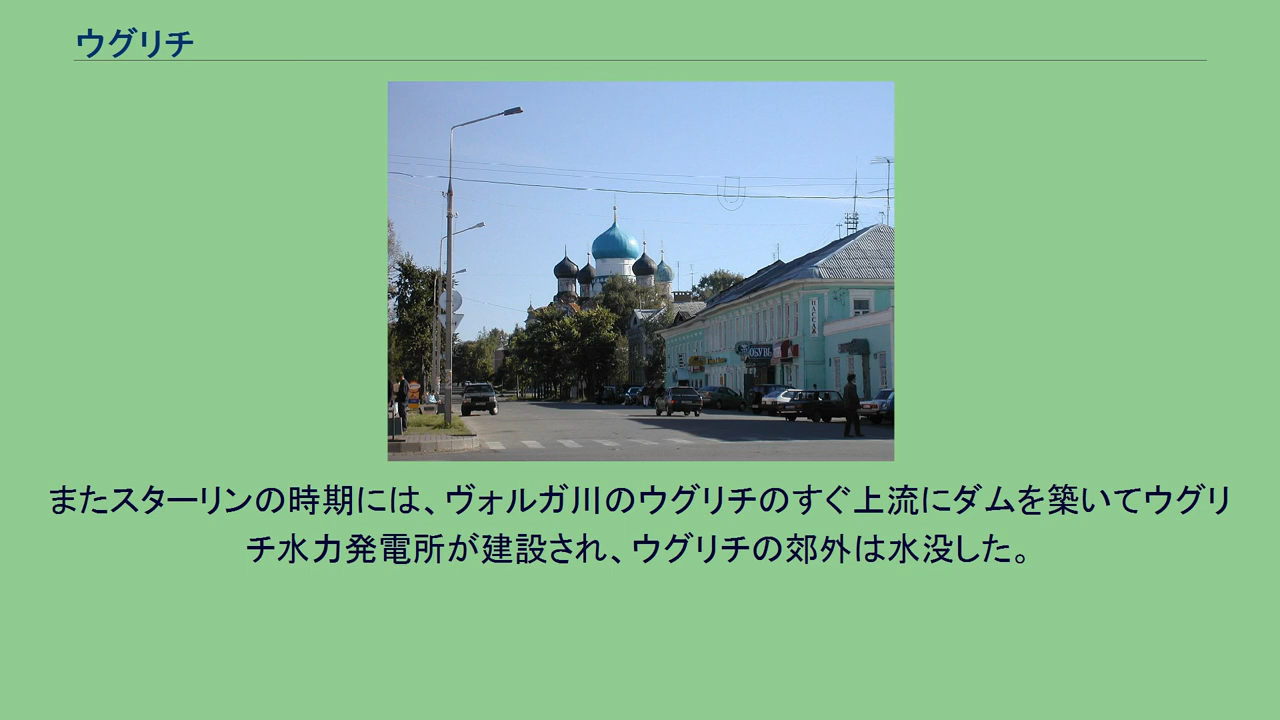 ウグリチ
ПАССАЖ
ОБУВЬ
またスターリンの時期には、ヴォルガ川のウグリチのすぐ上流にダムを築いてウグリ
チ水力発電所が建設され、ウグリチの郊外は水没した。